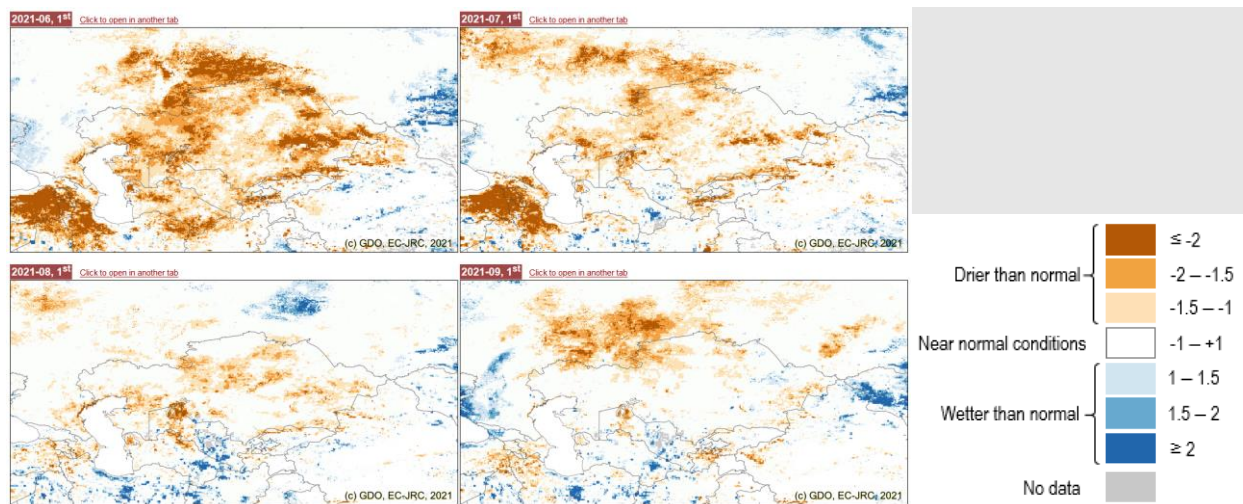 2021-06, 1st Click to open in another tab
2021-07, 1st Click to open in another tab
(c) GDO, EC-JRC, 2021
(c) GDO, EC-JRC, 2021
2021-08, 1st Click to open in another tab
2021-09, 1st Click to open in another tab
(c) GDO, EC-JRC, 2021
(c) GDO, EC-JRC, 2021
Drier than normal
≤ -2
-2 – -1.5
-1.5 – -1
Near normal conditions
-1 – +1
Wetter than normal
1 – 1.5
1.5 – 2
≥ 2
No data